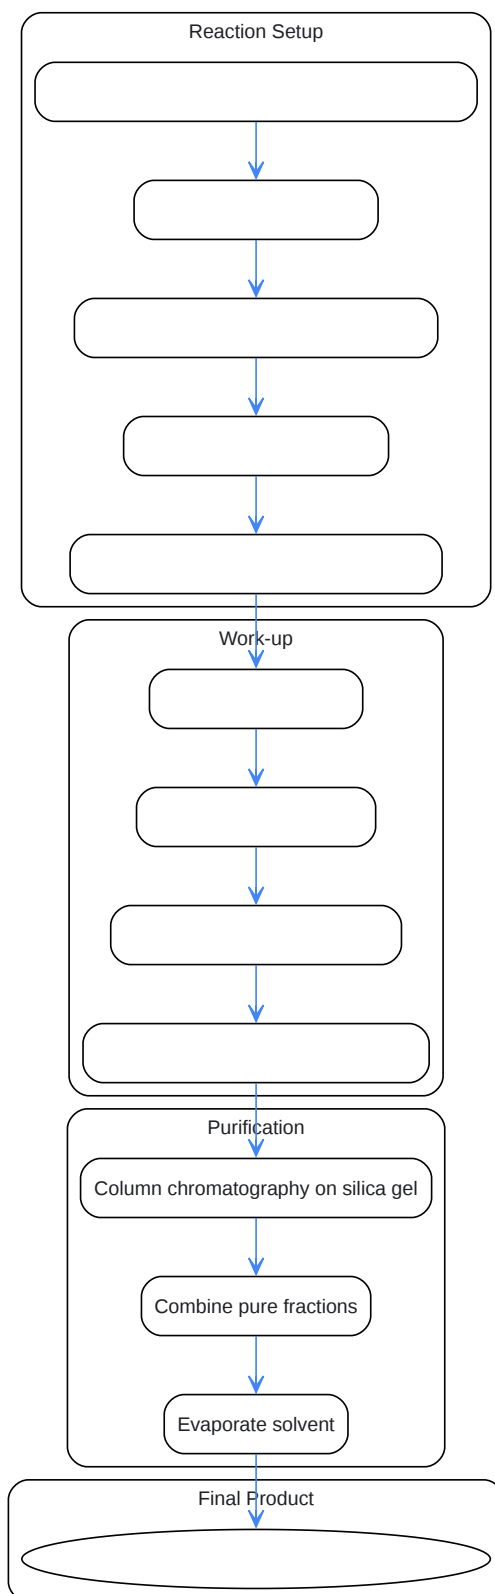 Reaction Setup
Work-up
Purification
Column chromatography on silica gel
Combine pure fractions
Evaporate solvent
Final Product